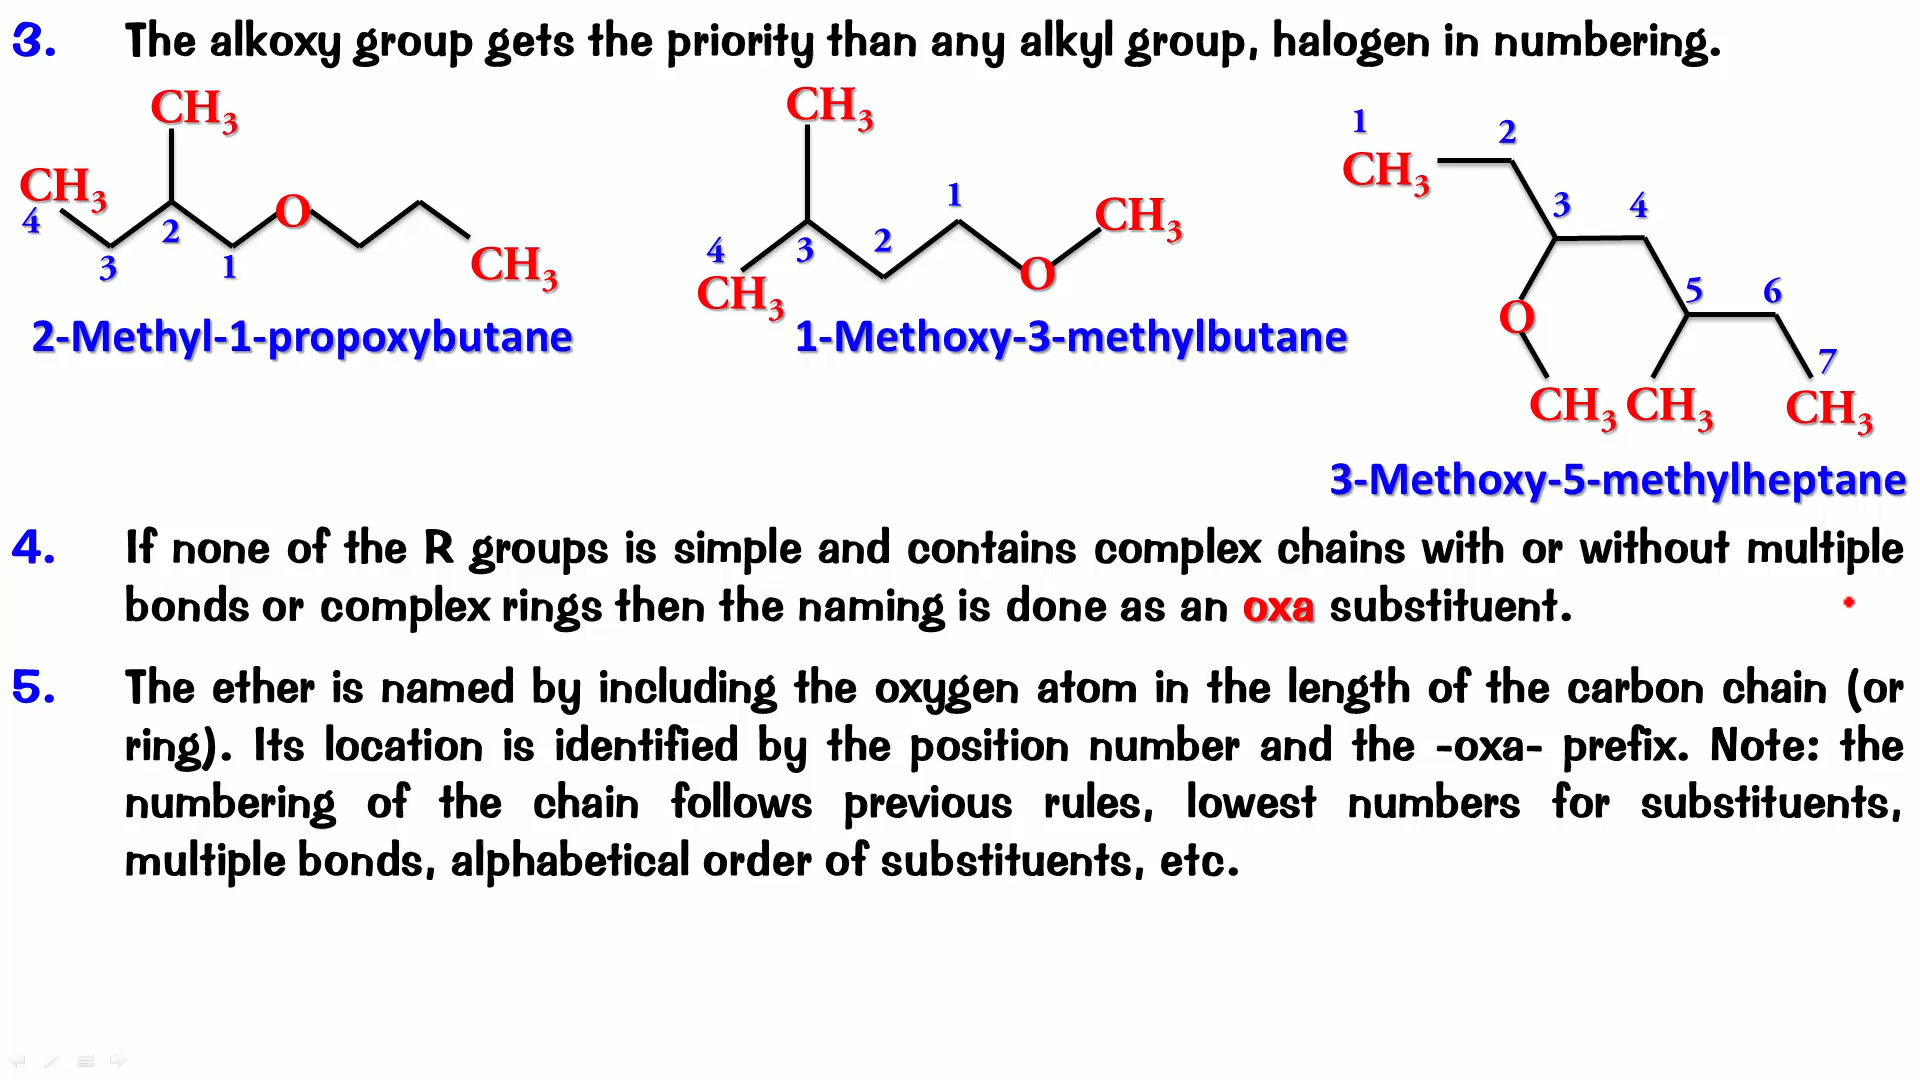 3. The alkoxy group gets the priority than any alkyl group, halogen in numbering.
CH3
CH3
4
3
2
1
O
CH3
2-Methyl-1-propoxybutane
CH3
4
CH3
3
2
1
O
CH3
1-Methoxy-3-methylbutane
1
CH3
2
3
4
O
5
6
7
CH3
CH3
CH3
3-Methoxy-5-methylheptane
4. If none of the R groups is simple and contains complex chains with or without multiple
bonds or complex rings then the naming is done as an oxa substituent.
5. The ether is named by including the oxygen atom in the length of the carbon chain (or
ring). Its location is identified by the position number and the -oxa- prefix. Note: the
numbering of the chain follows previous rules, lowest numbers for substituents,
multiple bonds, alphabetical order of substituents, etc.